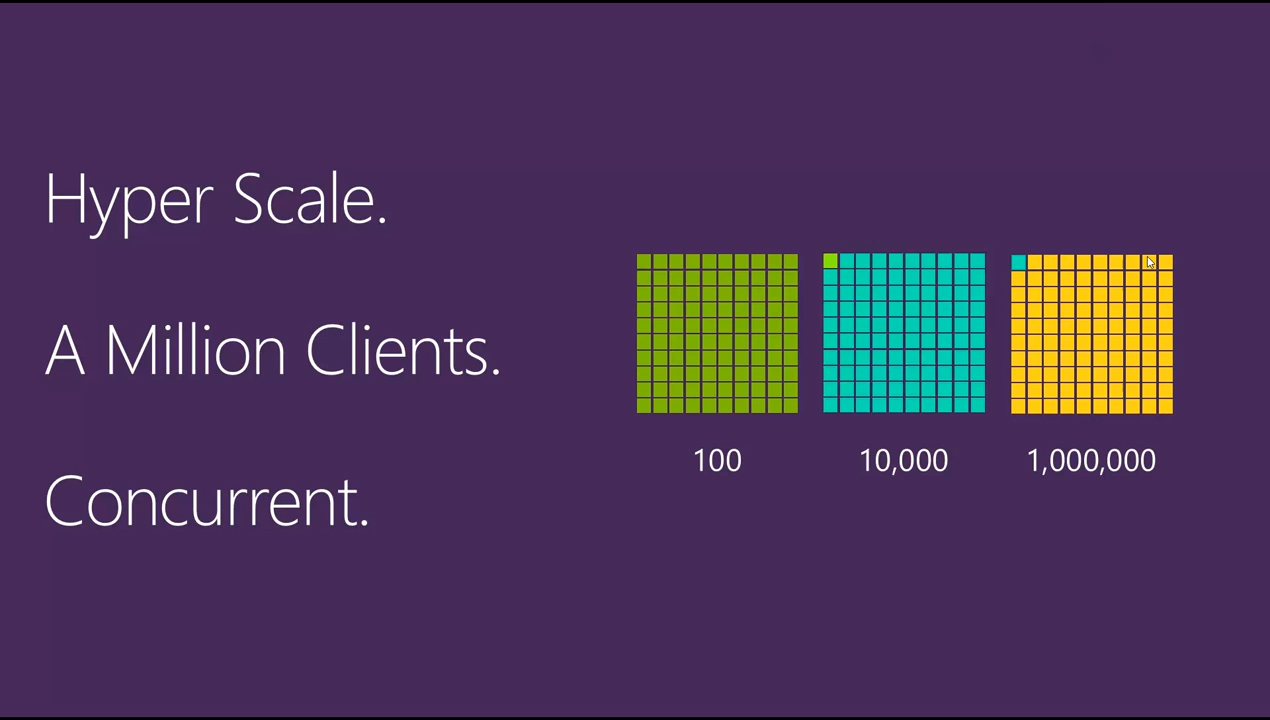 Hyper Scale.
A Million Clients.
Concurrent.
100
10,000
1,000,000